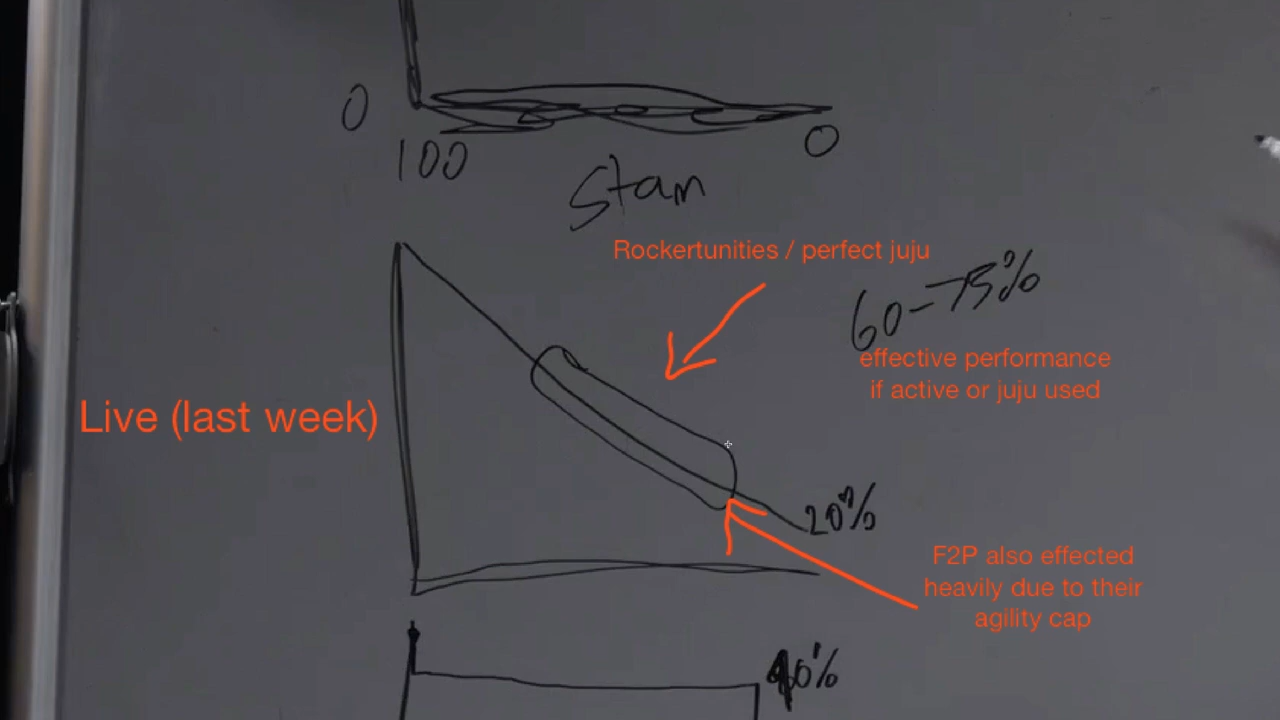 0
100
0
Stam
Rockertunities / perfect juju
60-75%
effective performance
if active or juju used
Live (last week)
20%
F2P also effected
heavily due to their
agility cap